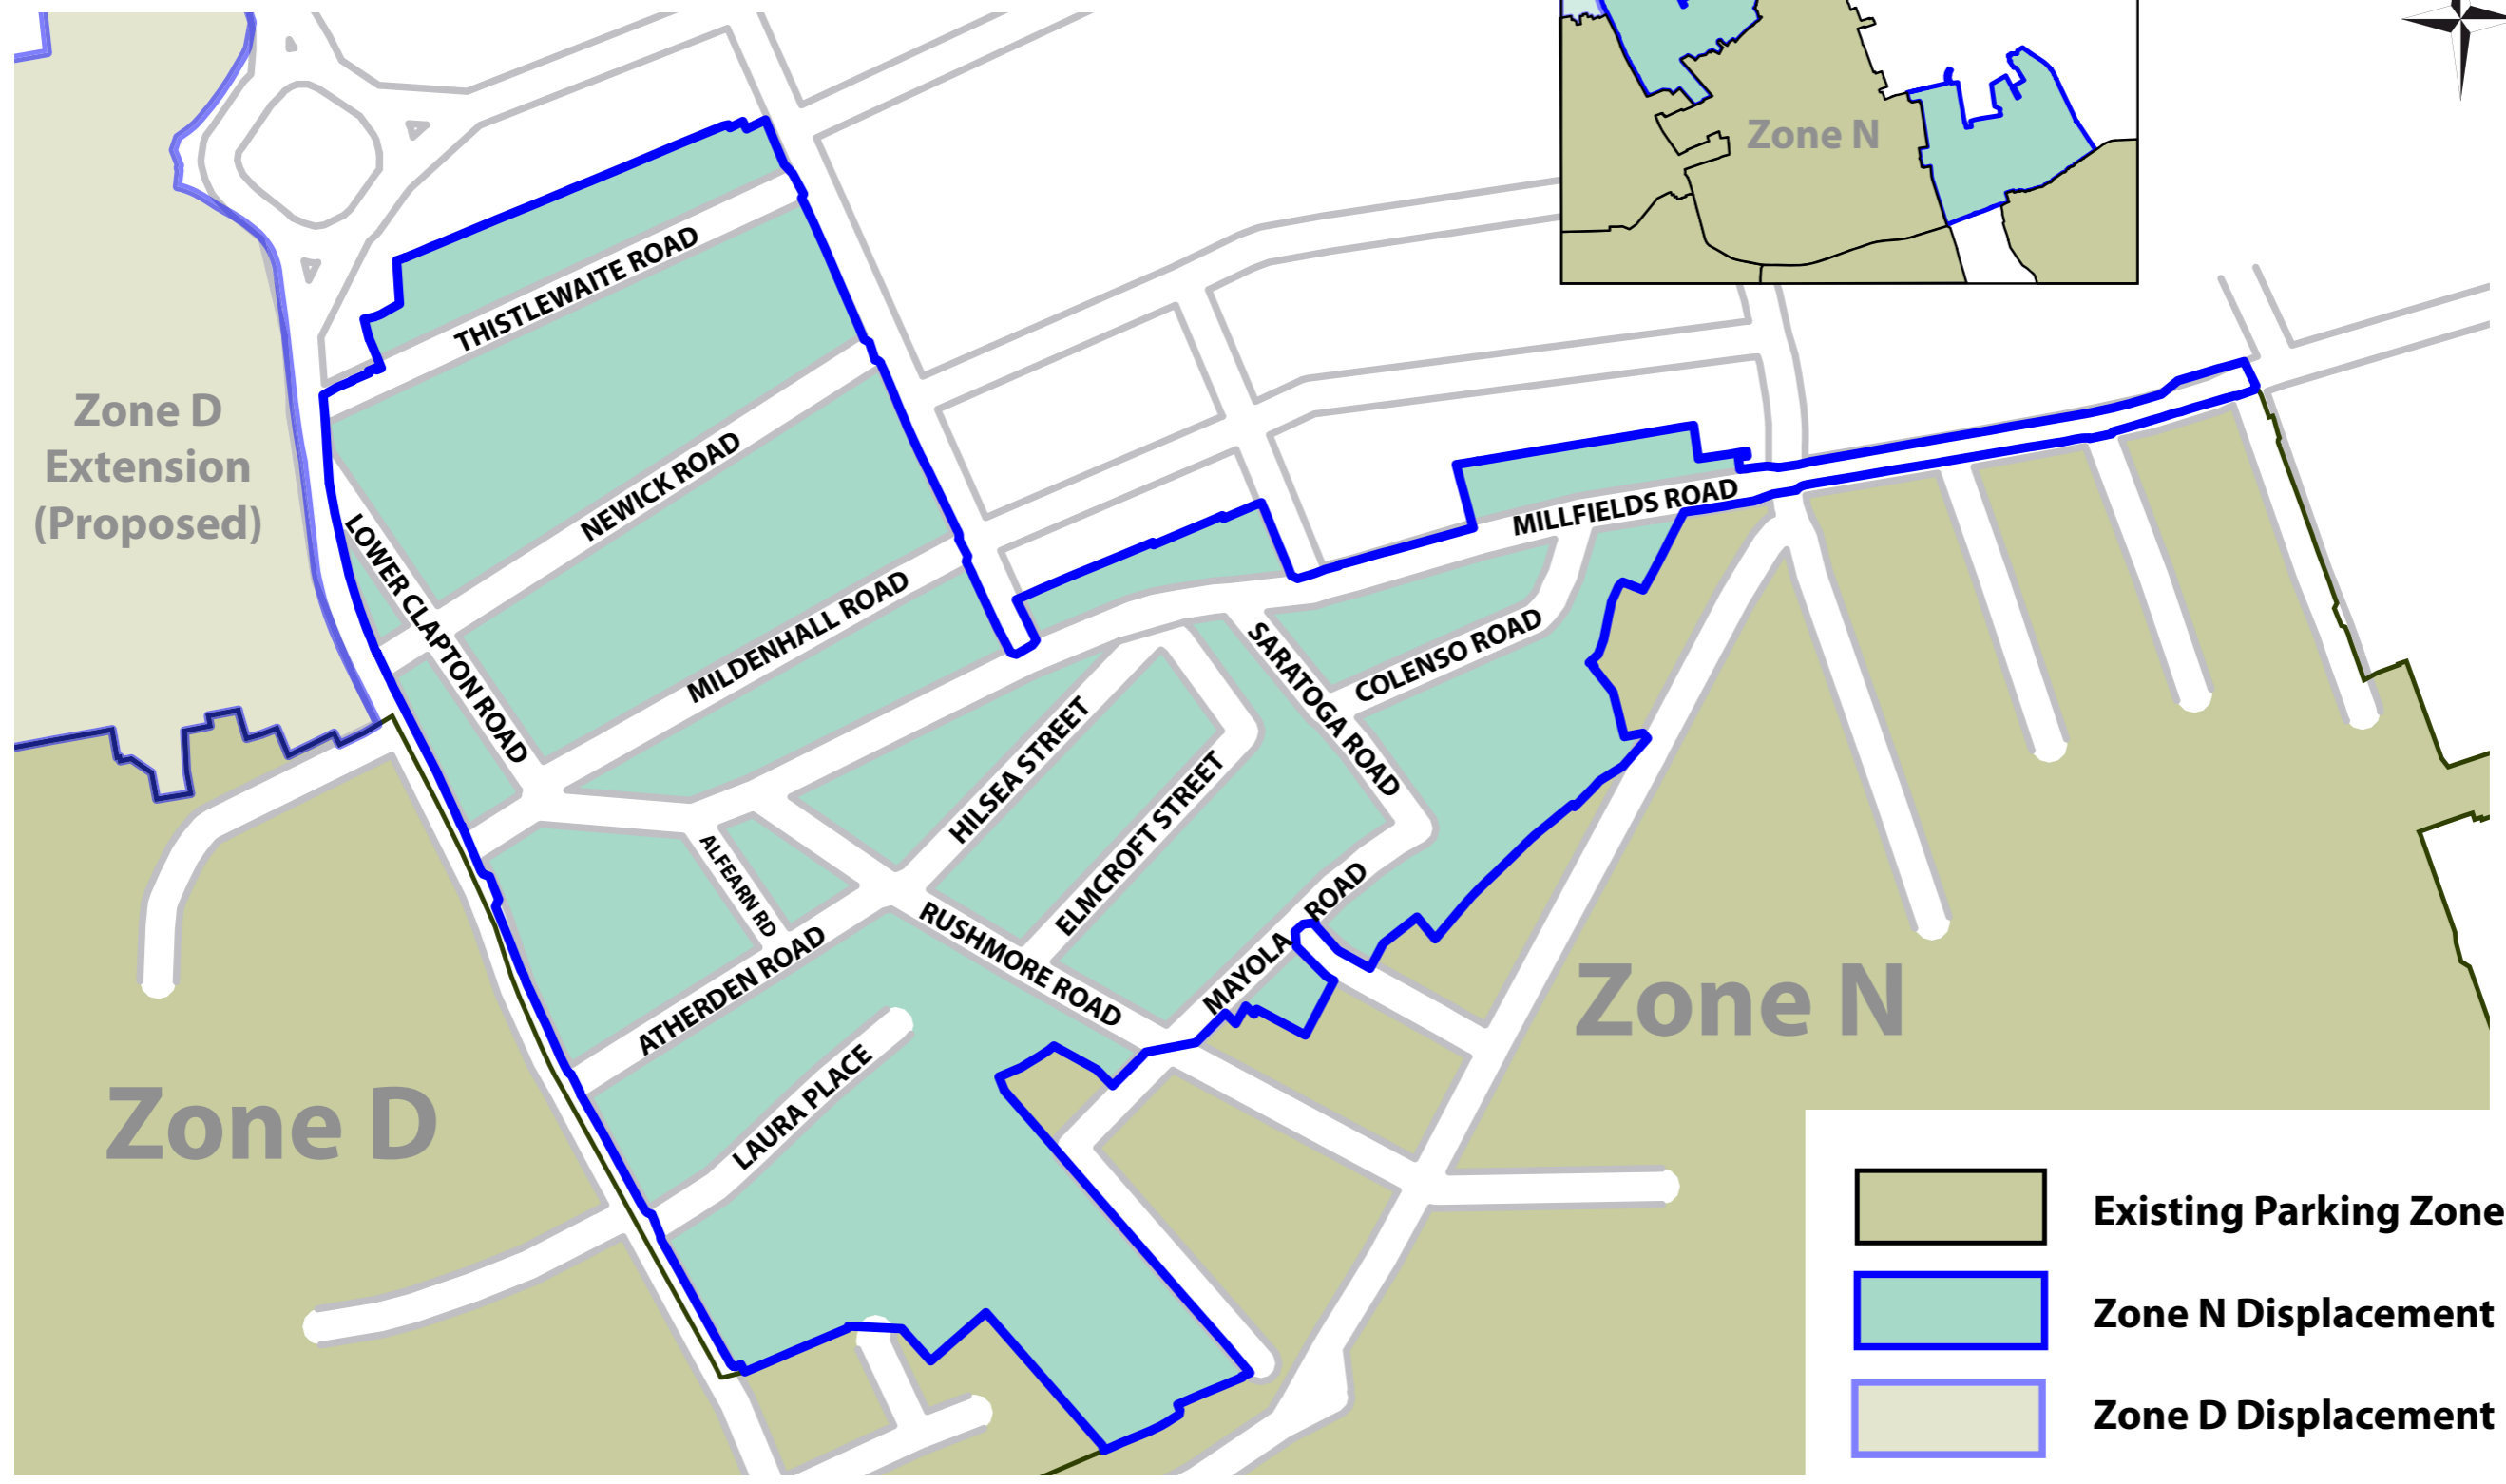 Zone N
THISTLEWAITE ROAD
Zone D
Extension
(Proposed)
NEWICK ROAD
MILLFIELDS ROAD
LOWER CLAPTON ROAD
MILDENHALL ROAD
SARATOGA ROAD
COLENSO ROAD
HILSEA STREET
ELMCROFT STREET
ALFEARN RD
MAYOLA ROAD
RUSHMORE ROAD
ATHERDEN ROAD
LAURA PLACE
Zone N
Zone D
Existing Parking Zone
Zone N Displacement
Zone D Displacement